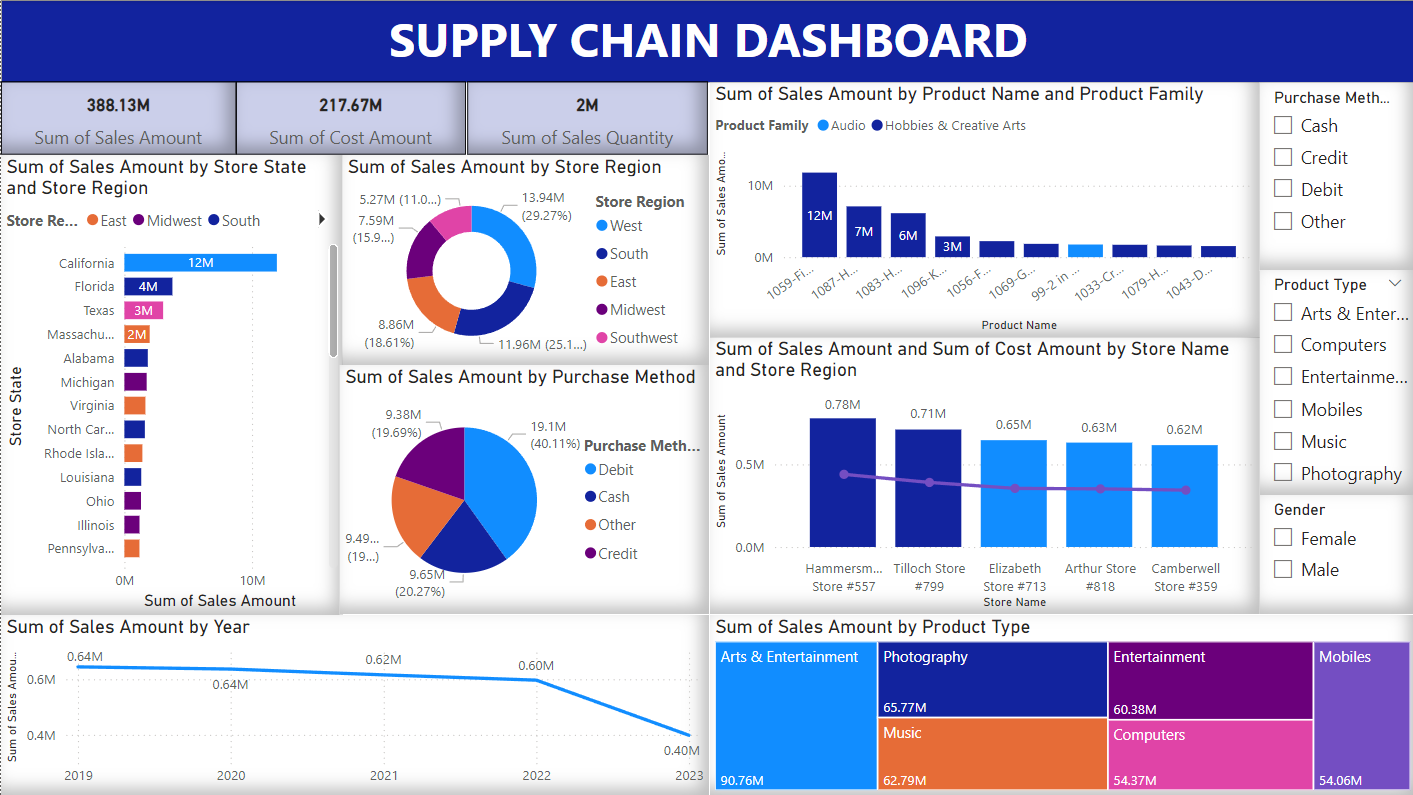 SUPPLY CHAIN DASHBOARD
388.13M
Sum of Sales Amount
217.67M
Sum of Cost Amount
2M
Sum of Sales Quantity
Sum of Sales Amount by Store State
and Store Region
Store Re... East Midwest South
Store State
California
12M
Florida
4M
Texas
3M
Massachu...
2M
Alabama
Michigan
Virginia
North Car...
Rhode Isla...
Louisiana
Ohio
Illinois
Pennsylva...
0M 10M
Sum of Sales Amount
Sum of Sales Amount by Store Region
5.27M (11.0...)
13.94M
(29.27%)
7.59M
(15.9...)
8.86M
(18.61%)
11.96M (25.1...)
Store Region
West
South
East
Midwest
Southwest
Sum of Sales Amount by Purchase Method
9.38M
(19.69%)
19.1M
(40.11%)
9.49...
(19...)
9.65M
(20.27%)
Purchase Meth...
Debit
Cash
Other
Credit
Sum of Sales Amount by Product Name and Product Family
Product Family Audio Hobbies & Creative Arts
Sum of Sales Amo...
10M
0M
12M
7M
6M
3M
1059-Fi...
1087-H...
1083-H...
1096-K...
1056-F...
1069-G...
99-2 in ...
1033-Cr...
1079-H...
1043-D...
Product Name
Sum of Sales Amount and Sum of Cost Amount by Store Name
and Store Region
Sum of Sales Amount
0.5M
0.0M
0.78M
0.71M
0.65M
0.63M
0.62M
Hammersm...
Store #557
Tilloch Store
#799
Elizabeth
Store #713
Arthur Store
#818
Camberwell
Store #359
Store Name
Purchase Meth...
Cash
Credit
Debit
Other
Product Type
Arts & Enter...
Computers
Entertainme...
Mobiles
Music
Photography
Gender
Female
Male
Sum of Sales Amount by Year
Sum of Sales Amou...
0.6M
0.4M
0.64M
0.64M
0.62M
0.60M
0.40M
2019 2020 2021 2022 2023
Sum of Sales Amount by Product Type
Arts & Entertainment
90.76M
Photography
65.77M
Music
62.79M
Entertainment
60.38M
Computers
54.37M
Mobiles
54.06M